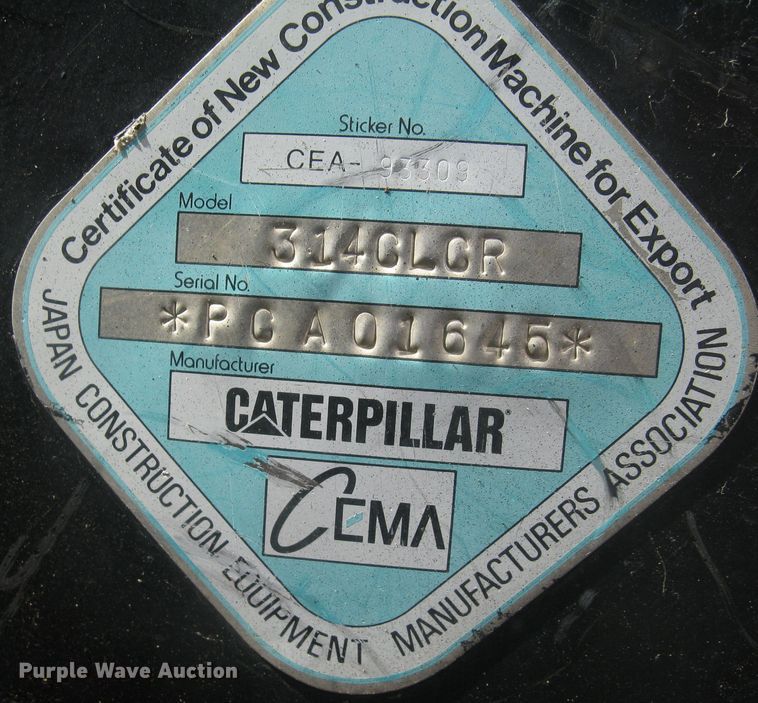 Certificate of New Construction Machine for Export
Sticker No.
CEA- 93309
Model
314CLCR
Serial No.
*PCA01645*
Manufacturer
CATERPILLAR®
CEMA
JAPAN CONSTRUCTION EQUIPMENT MANUFACTURERS ASSOCIATION
Purple Wave Auction